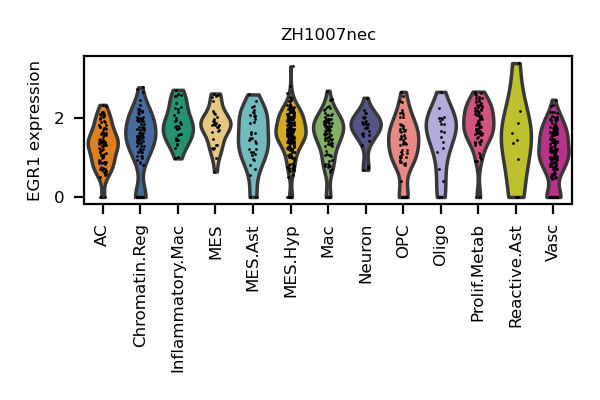 ZH1007nec
EGR1 expression
2
0
AC
Chromatin.Reg
Inflammatory.Mac
MES
MES.Ast
MES.Hyp
Mac
Neuron
OPC
Oligo
Prolif.Metab
Reactive.Ast
Vasc